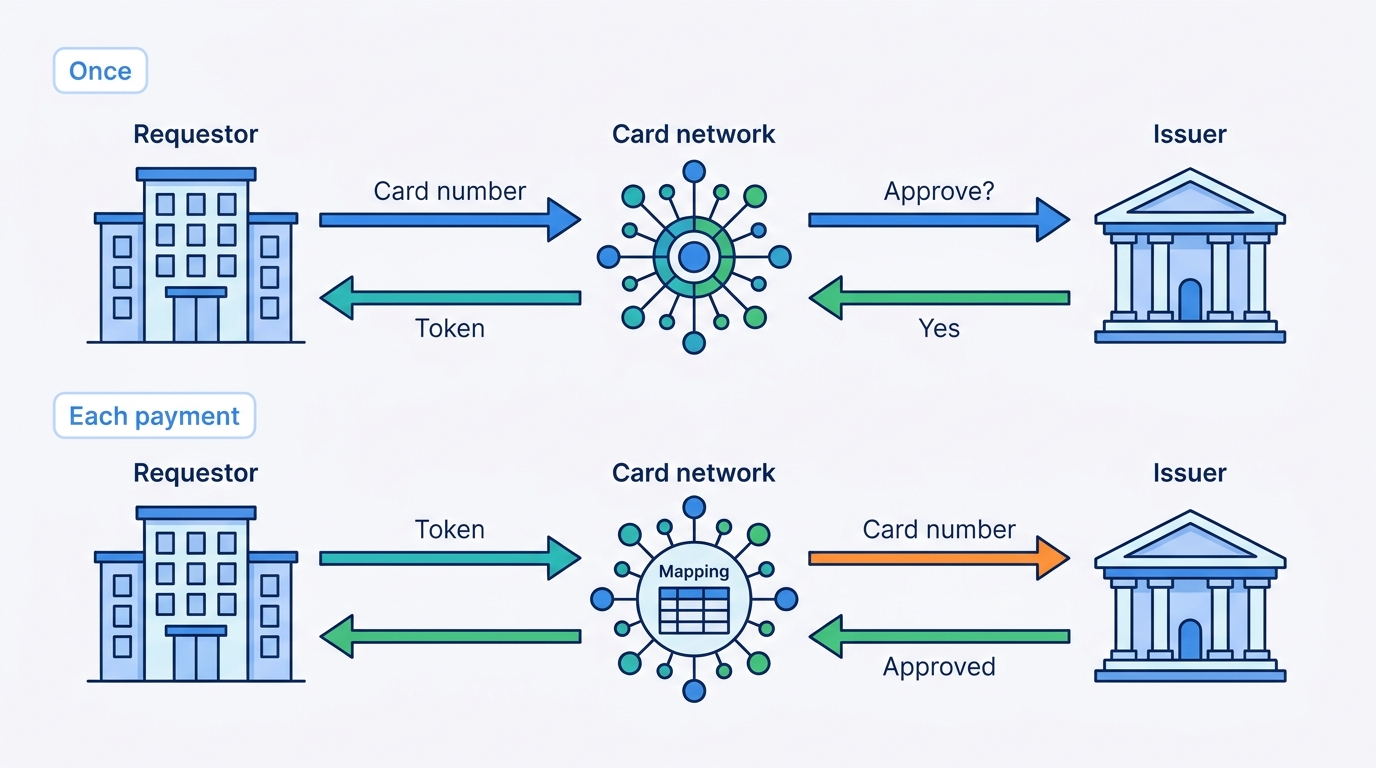 Once
Requestor
Card network
Issuer
Card number
Approve?
Token
Yes
Each payment
Requestor
Card network
Issuer
Token
Card number
Mapping
Approved